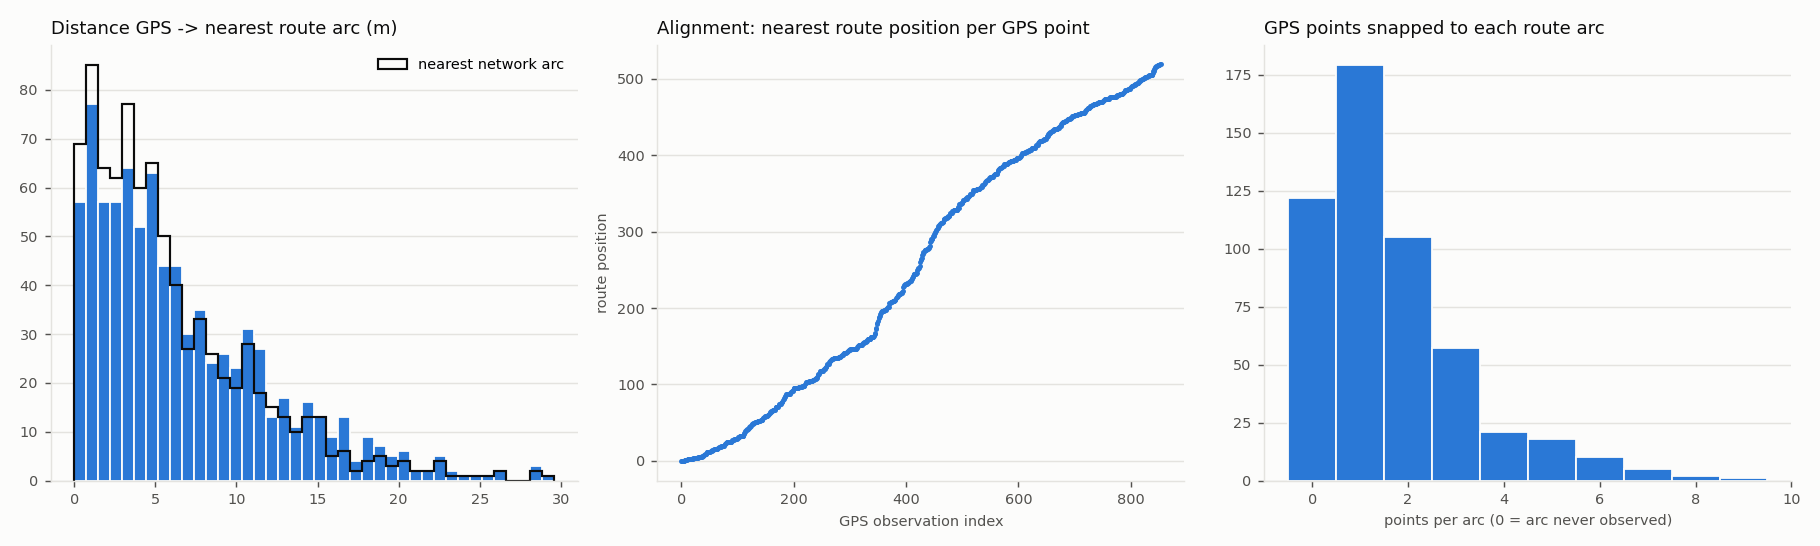 Distance GPS -> nearest route arc (m)
nearest network arc
80
70
60
50
40
30
20
10
0
0 5 10 15 20 25 30
Alignment: nearest route position per GPS point
route position
500
400
300
200
100
0
0 200 400 600 800
GPS observation index
GPS points snapped to each route arc
175
150
125
100
75
50
25
0
0 2 4 6 8 10
points per arc (0 = arc never observed)